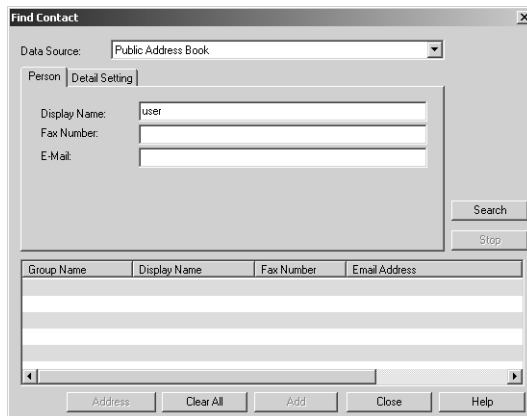 Find Contact
Data Source: Public Address Book
Person Detail Setting
Display Name: user
Fax Number:
E-Mail:
Search
Stop
Group Name Display Name Fax Number Email Address
Address Clear All Add Close Help